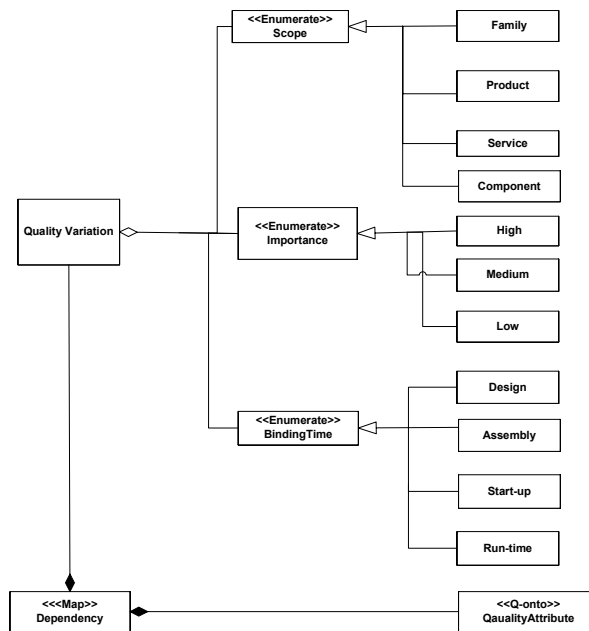 <<Enumerate>>
Scope
Family
Product
Service
Component
Quality Variation
<<Enumerate>>
Importance
High
Medium
Low
<<Enumerate>>
BindingTime
Design
Assembly
Start-up
Run-time
<<<Map>>
Dependency
<<Q-onto>>
QaualityAttribute